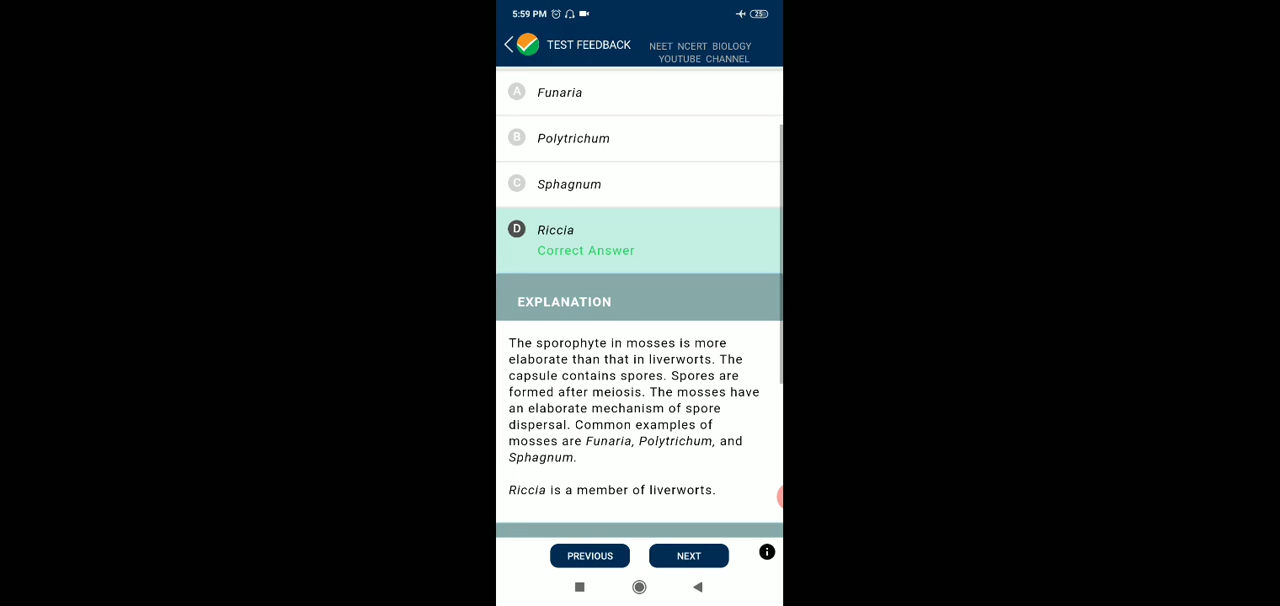 5:59 PM 25
TEST FEEDBACK
NEET NCERT BIOLOGY
YOUTUBE CHANNEL
A Funaria
B Polytrichum
C Sphagnum
D Riccia
Correct Answer
EXPLANATION
The sporophyte in mosses is more
elaborate than that in liverworts. The
capsule contains spores. Spores are
formed after meiosis. The mosses have
an elaborate mechanism of spore
dispersal. Common examples of
mosses are Funaria, Polytrichum, and
Sphagnum.
Riccia is a member of liverworts.
PREVIOUS NEXT i